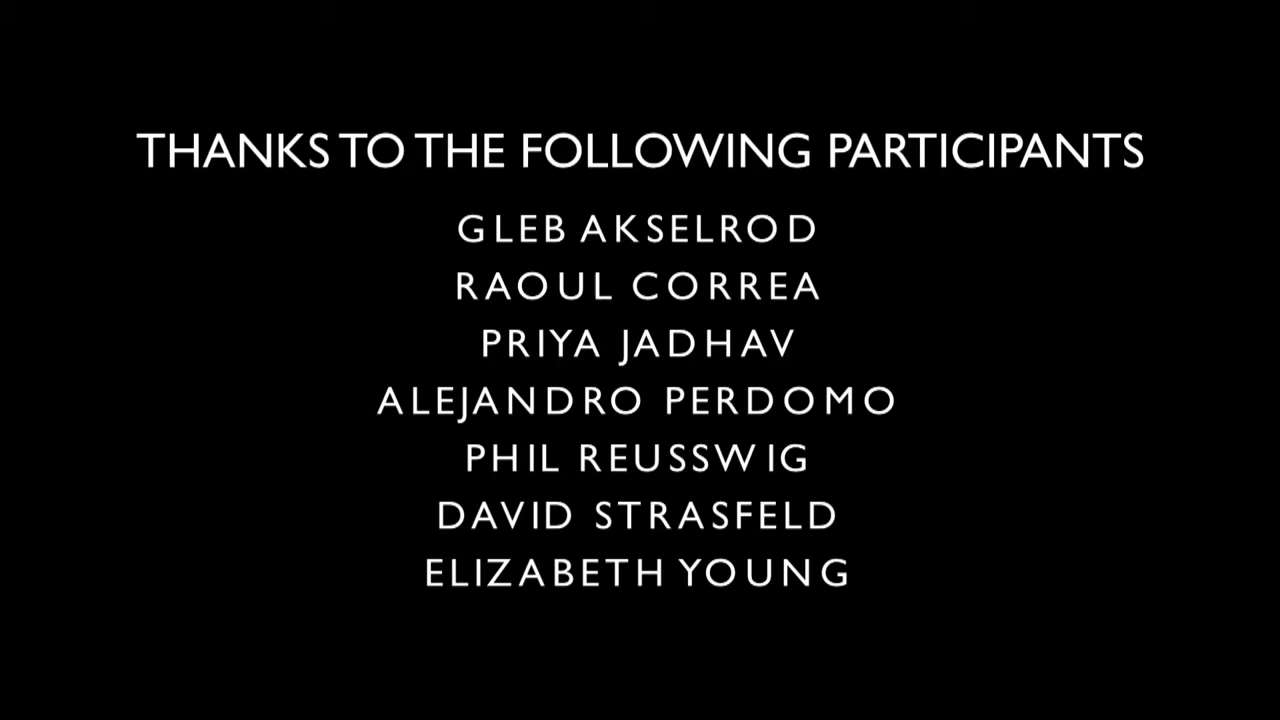 THANKS TO THE FOLLOWING PARTICIPANTS
GLEB AKSELROD
RAOUL CORREA
PRIYA JADHAV
ALEJANDRO PERDOMO
PHIL REUSSWIG
DAVID STRASFELD
ELIZABETH YOUNG